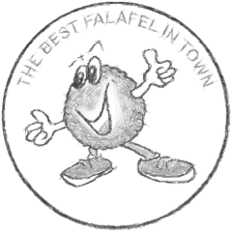 THE BEST FALAFEL IN TOWN